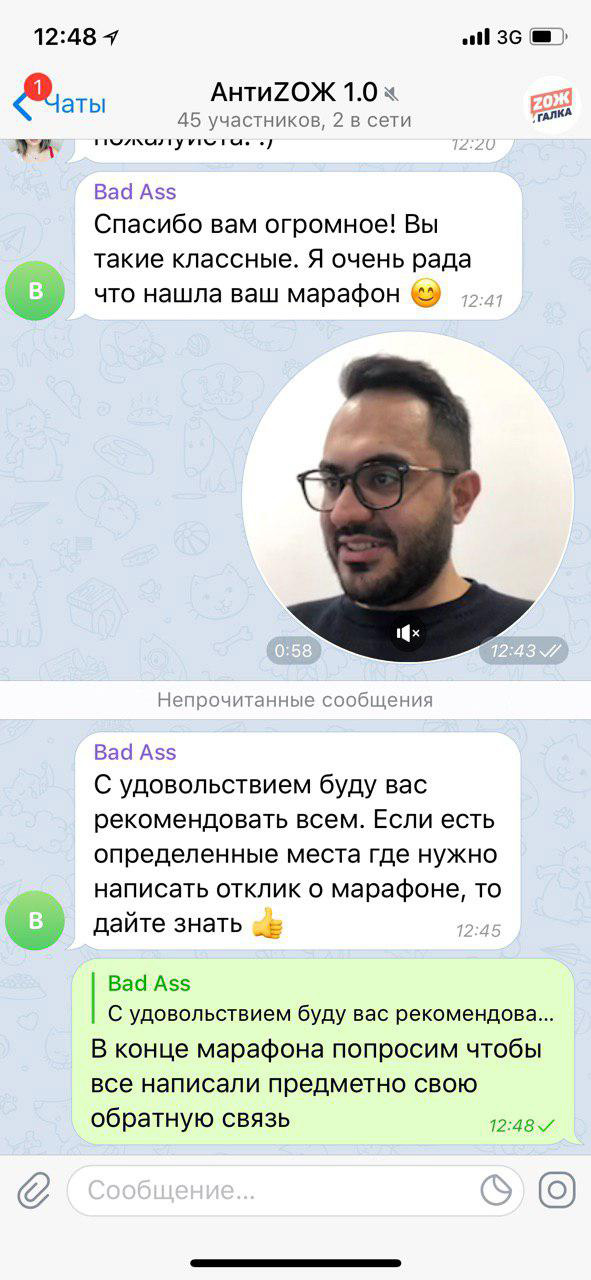 12:48
3G
1
Чаты
АнтиZОЖ 1.0
45 участников, 2 в сети
ZОЖ
ГАЛКА
пожалуйста. :)
12:20
Bad Ass
Спасибо вам огромное! Вы
такие классные. Я очень рада
что нашла ваш марафон 😊
12:41
B
0:58
12:43
Непрочитанные сообщения
Bad Ass
С удовольствием буду вас
рекомендовать всем. Если есть
определенные места где нужно
написать отклик о марафоне, то
дайте знать 👍
12:45
B
Bad Ass
С удовольствием буду вас рекомендова...
В конце марафона попросим чтобы
все написали предметно свою
обратную связь
12:48
Сообщение...